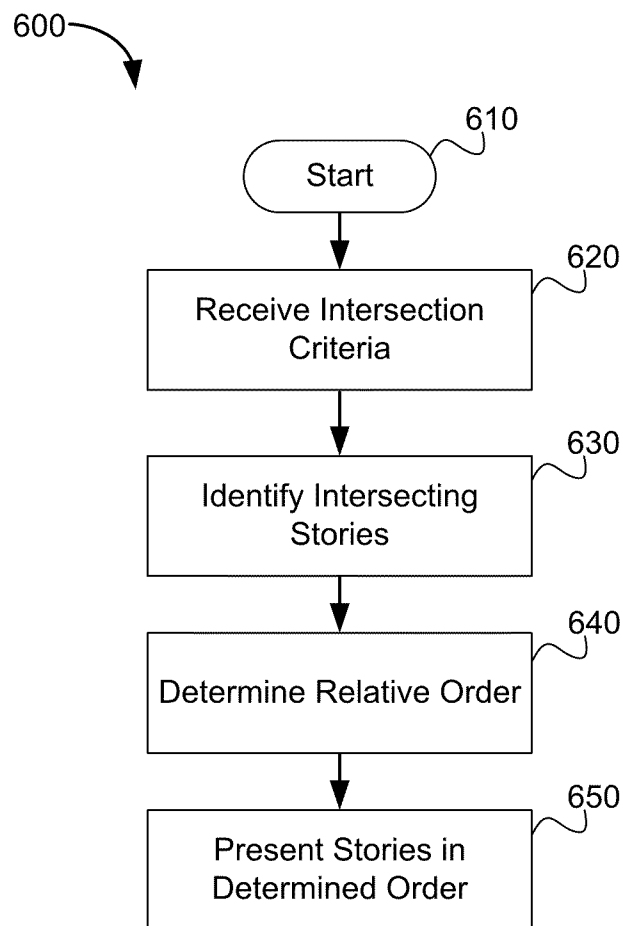 600
610
Start
620
Receive Intersection
Criteria
630
Identify Intersecting
Stories
640
Determine Relative Order
650
Present Stories in
Determined Order